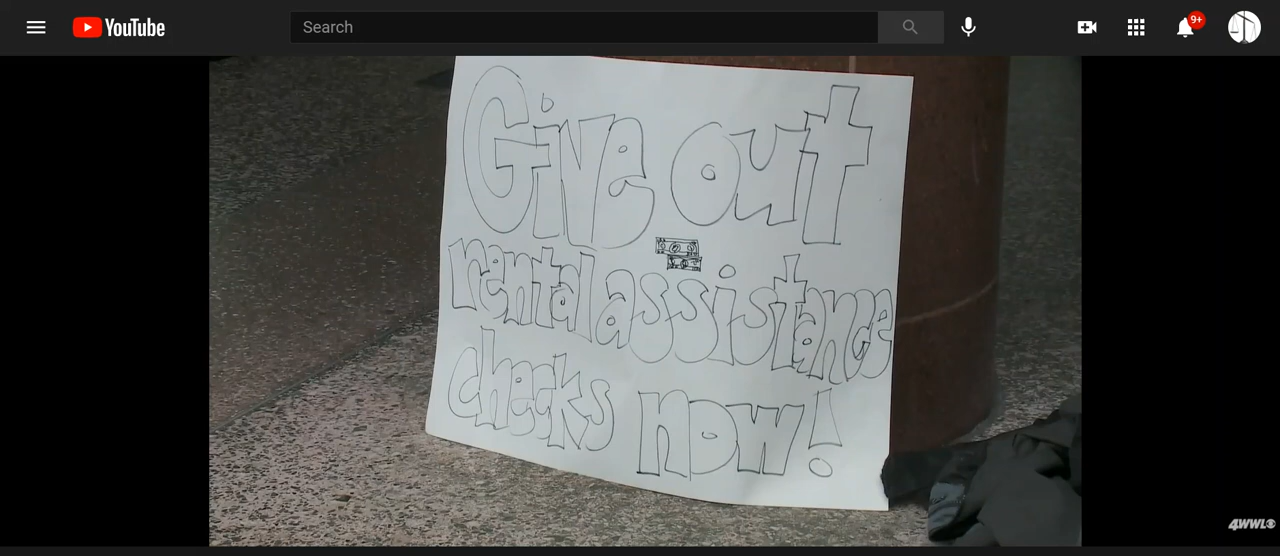 YouTube
Search
9+
Give out
rental assistance
checks now!
4WWL